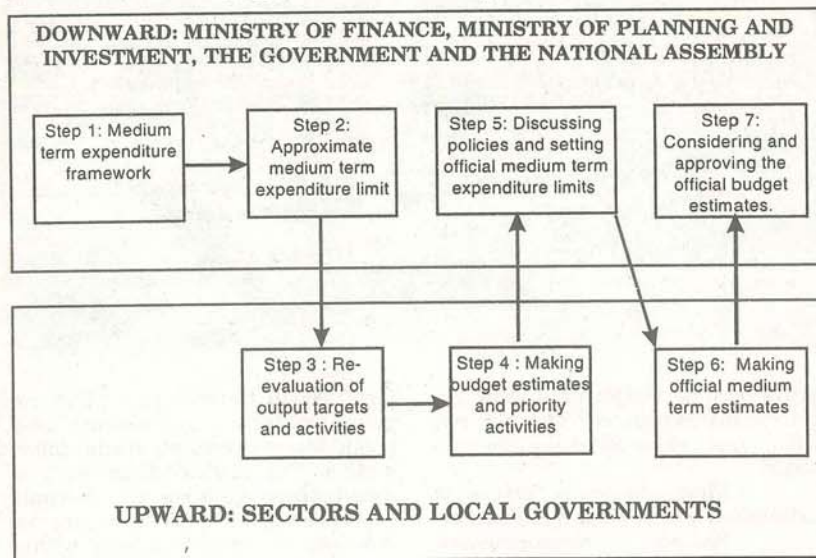 DOWNWARD: MINISTRY OF FINANCE, MINISTRY OF PLANNING AND
INVESTMENT, THE GOVERNMENT AND THE NATIONAL ASSEMBLY
Step 1: Medium
term expenditure
framework
Step 2:
Approximate
medium term
expenditure limit
Step 5: Discussing
policies and setting
official medium term
expenditure limits
Step 7:
Considering and
approving the
official budget
estimates.
Step 3 : Re-
evaluation of
output targets
and activities
Step 4 : Making
budget estimates
and priority
activities
Step 6: Making
official medium
term estimates
UPWARD: SECTORS AND LOCAL GOVERNMENTS